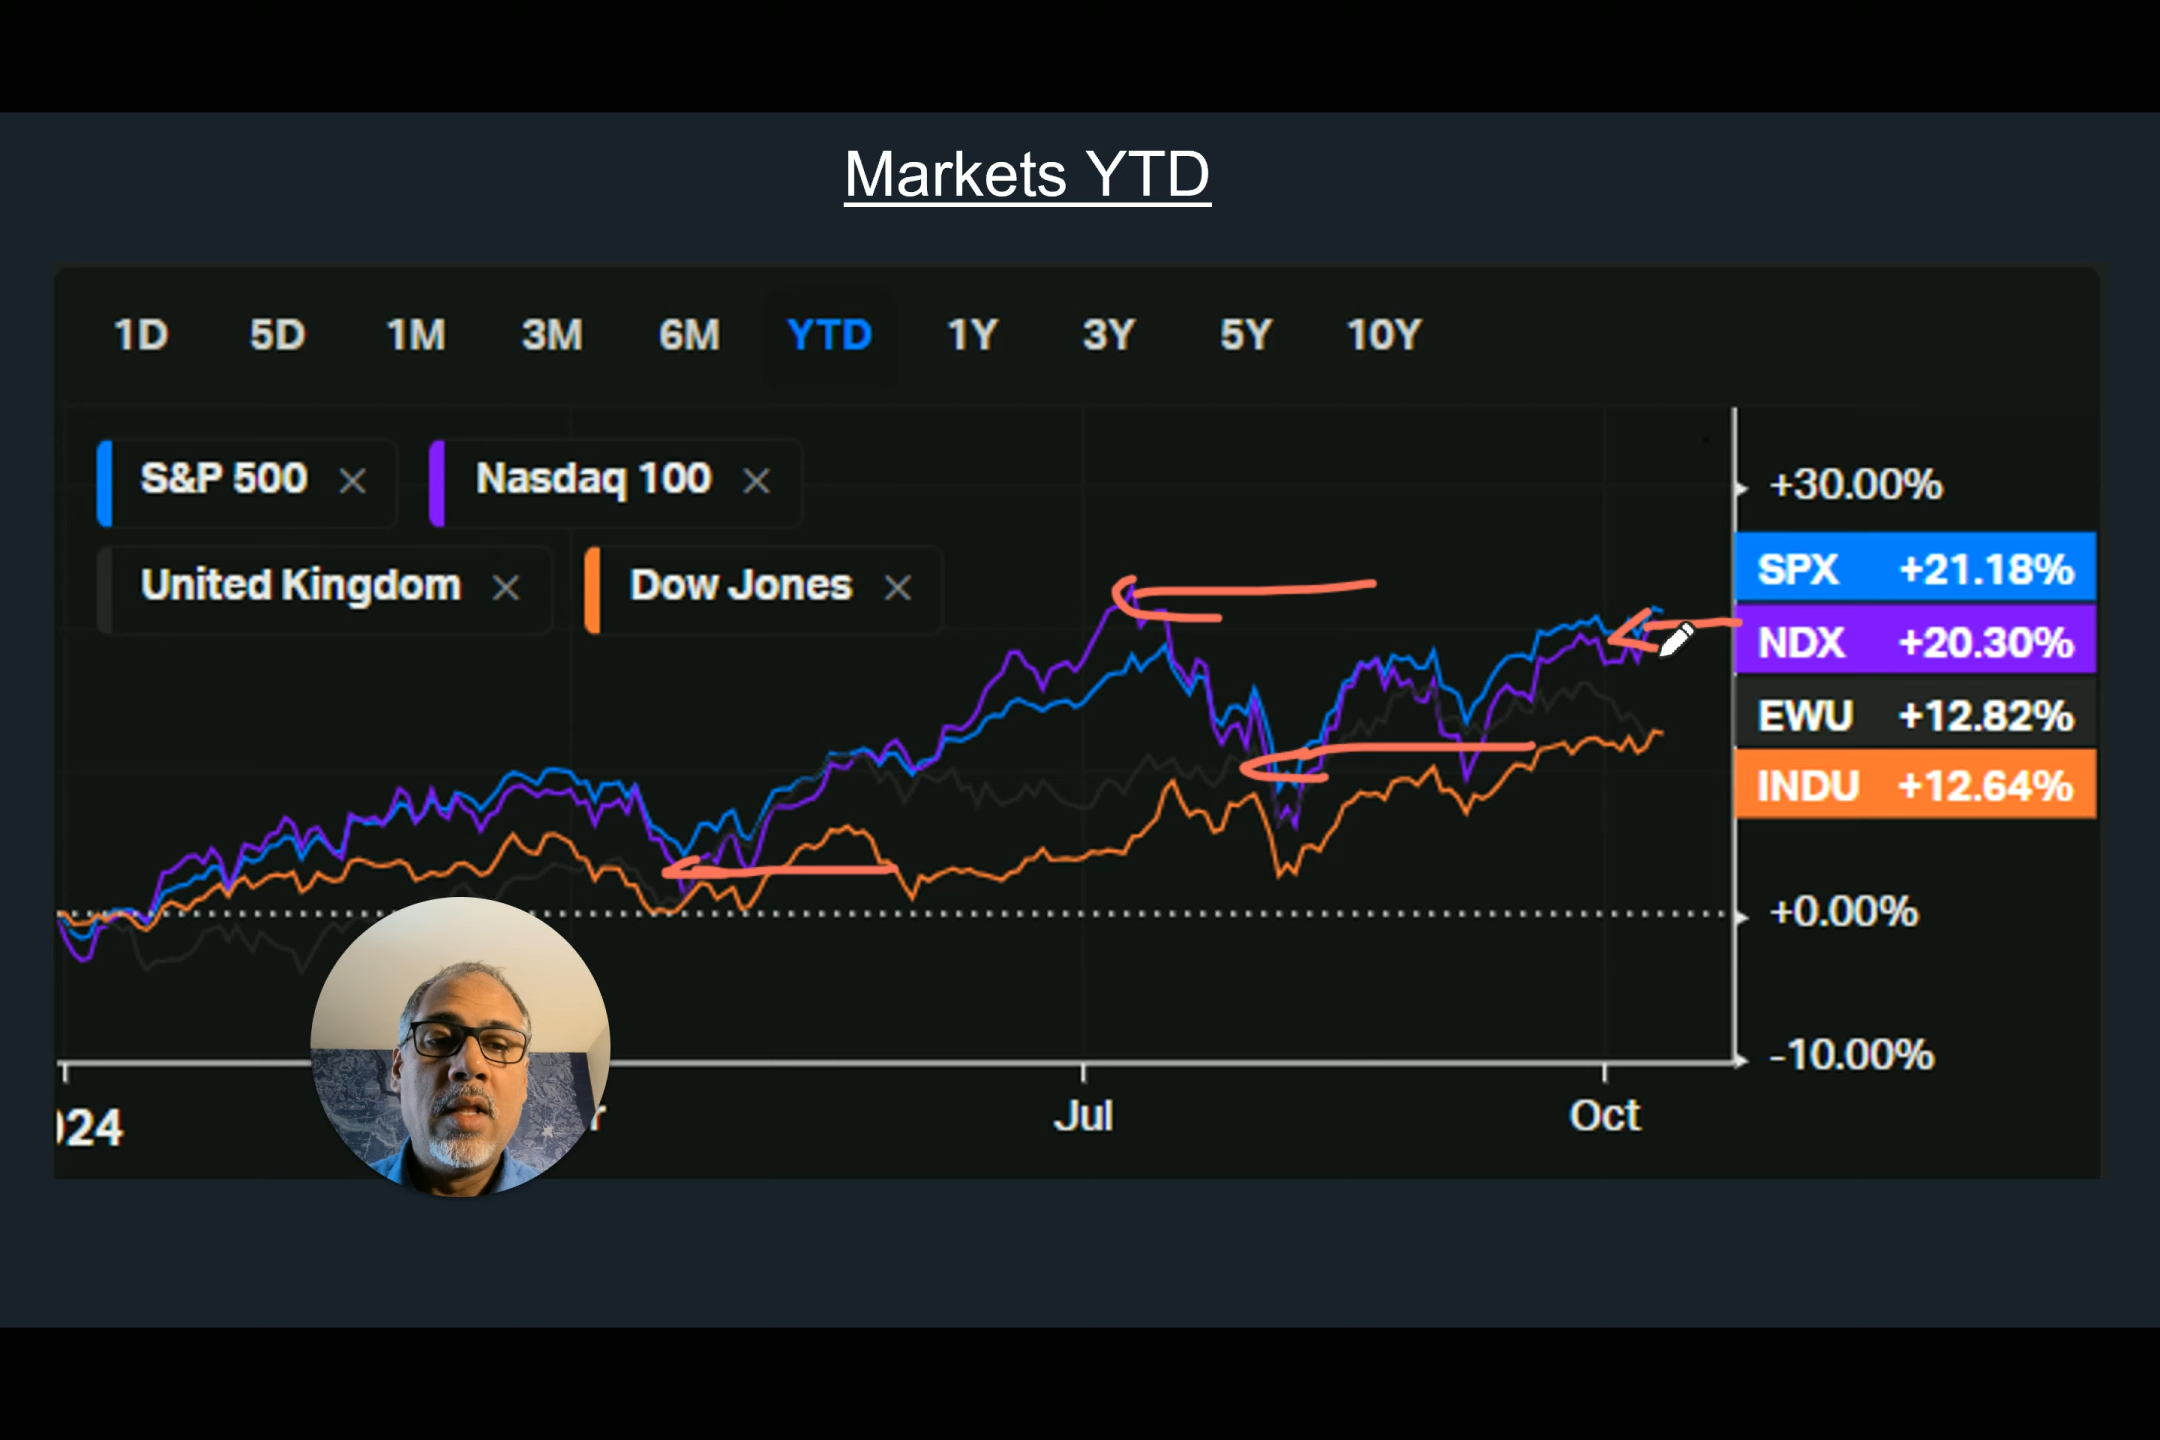 Markets YTD
1D 5D 1M 3M 6M YTD 1Y 3Y 5Y 10Y
S&P 500 × Nasdaq 100 ×
United Kingdom × Dow Jones ×
+30.00%
SPX +21.18%
NDX +20.30%
EWU +12.82%
INDU +12.64%
+0.00%
-10.00%
024 r Jul Oct